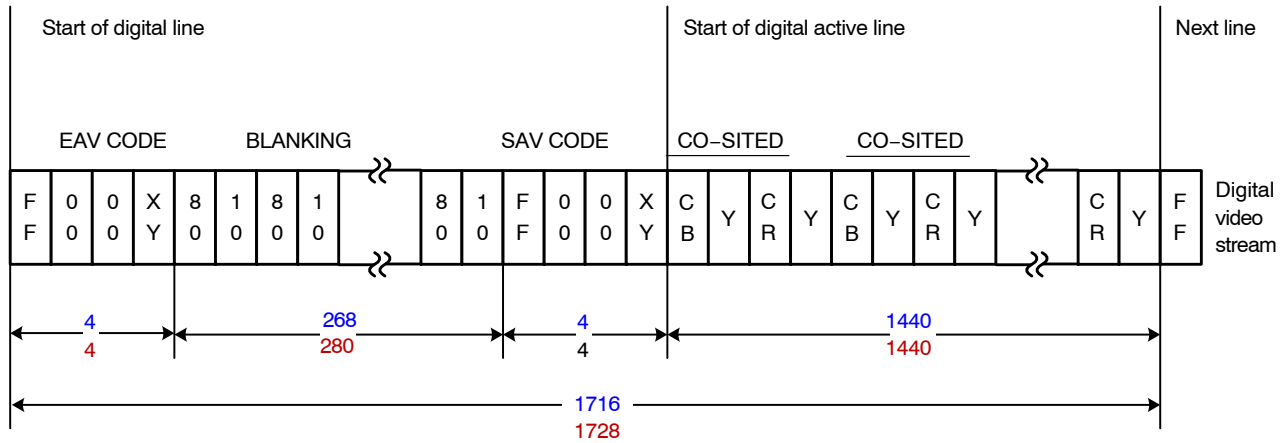 Start of digital line Start of digital active line Next line
EAV CODE BLANKING SAV CODE CO−SITED CO−SITED
F 0 0 X 8 1 8 1 8 1 F 0 0 X C Y C Y C Y C Y C Y F
F 0 0 Y 0 0 0 0 0 0 F 0 0 Y B R B R R F
Digital
video
stream
4 268 4 1440
4 280 4 1440
1716
1728